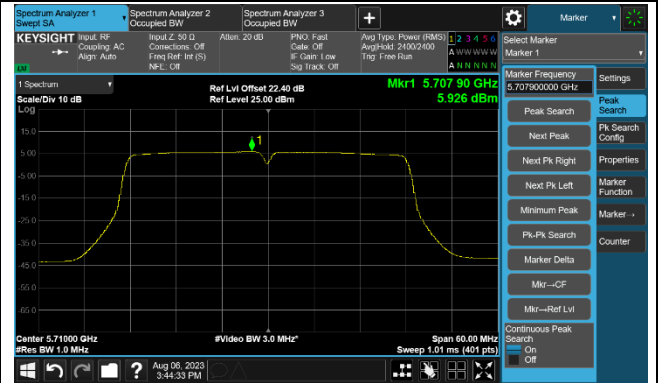 Spectrum Analyzer 1
Swept SA
Spectrum Analyzer 2
Occupied BW
Spectrum Analyzer 3
Occupied BW
Marker
KEYSIGHT
Input: RF
Coupling: AC
Align: Auto
Input Z: 50 Ω
Corrections: Off
Freq Ref: Int (S)
NFE: Off
Atten: 20 dB
PNO: Fast
Gate: Off
IF Gain: Low
Sig Track: Off
Avg Type: Power (RMS)
Avg|Hold: 2400/2400
Trig: Free Run
1 2 3 4 5 6
A W W W W W
A N N N N N
LNI
Select Marker
Marker 1
1 Spectrum
Scale/Div 10 dB
Log
Ref Lvl Offset 22.40 dB
Ref Level 25.00 dBm
Mkr1 5.707 90 GHz
5.926 dBm
1
15.0
5.00
-5.00
-15.0
-25.0
-35.0
-45.0
-55.0
-65.0
Center 5.71000 GHz
#Res BW 1.0 MHz
#Video BW 3.0 MHz*
Span 60.00 MHz
Sweep 1.01 ms (401 pts)
Marker Frequency
5.707900000 GHz
Peak Search
Next Peak
Next Pk Right
Next Pk Left
Minimum Peak
Pk-Pk Search
Marker Delta
Mkr→CF
Mkr→Ref Lvl
Continuous Peak
Search
On
Off
Settings
Peak
Search
Pk Search
Config
Properties
Marker
Function
Marker→
Counter
Aug 06, 2023
3:44:33 PM